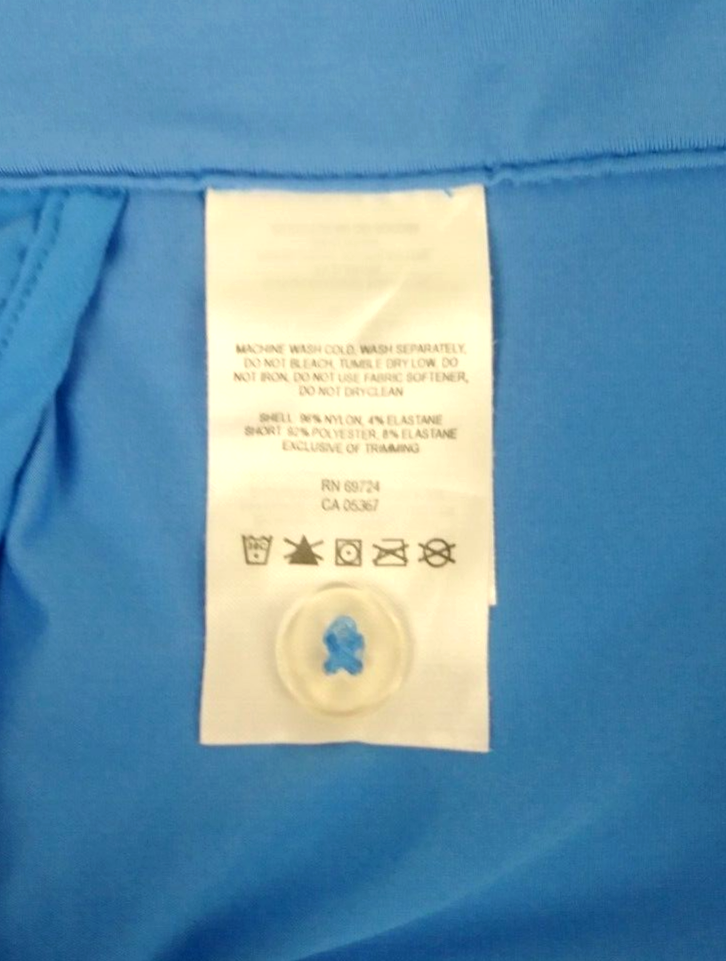 MACHINE WASH COLD, WASH SEPARATELY,
DO NOT BLEACH, TUMBLE DRY LOW, DO
NOT IRON, DO NOT USE FABRIC SOFTENER,
DO NOT DRYCLEAN
SHELL: 96% NYLON, 4% ELASTANE
SHORT: 92% POLYESTER, 8% ELASTANE
EXCLUSIVE OF TRIMMING
RN 69724
CA 05367
30C